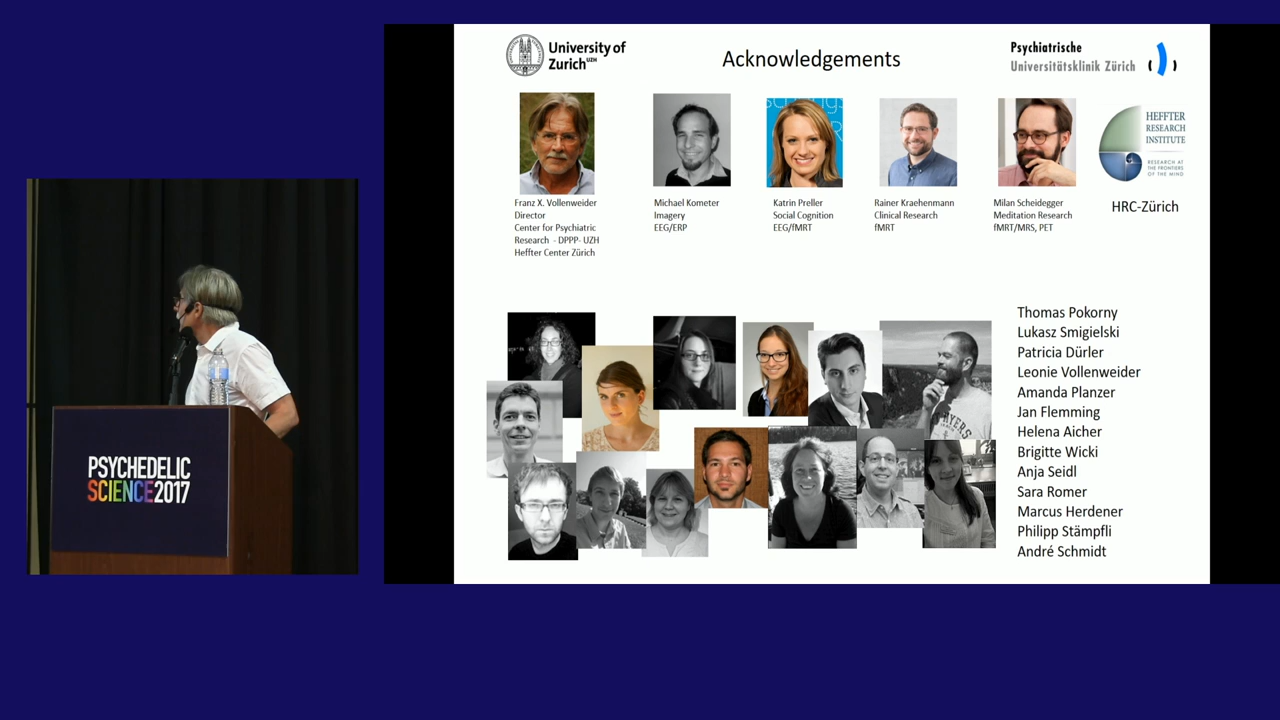 University of
Zurich UZH
Acknowledgements
Psychiatrische
Universitätsklinik Zürich
HEFFTER
RESEARCH
INSTITUTE
RESEARCH AT
THE FRONTIERS
OF THE MIND
HRC-Zürich
Franz X. Vollenweider
Director
Center for Psychiatric
Research - DPPP- UZH
Heffter Center Zürich
Michael Kometer
Imagery
EEG/ERP
Katrin Preller
Social Cognition
EEG/fMRT
Rainer Kraehenmann
Clinical Research
fMRT
Milan Scheidegger
Meditation Research
fMRT/MRS, PET
Thomas Pokorny
Lukasz Smigielski
Patricia Dürler
Leonie Vollenweider
Amanda Planzer
Jan Flemming
Helena Aicher
Brigitte Wicki
Anja Seidl
Sara Romer
Marcus Herdener
Philipp Stämpfli
André Schmidt
PSYCHEDELIC
SCIENCE2017